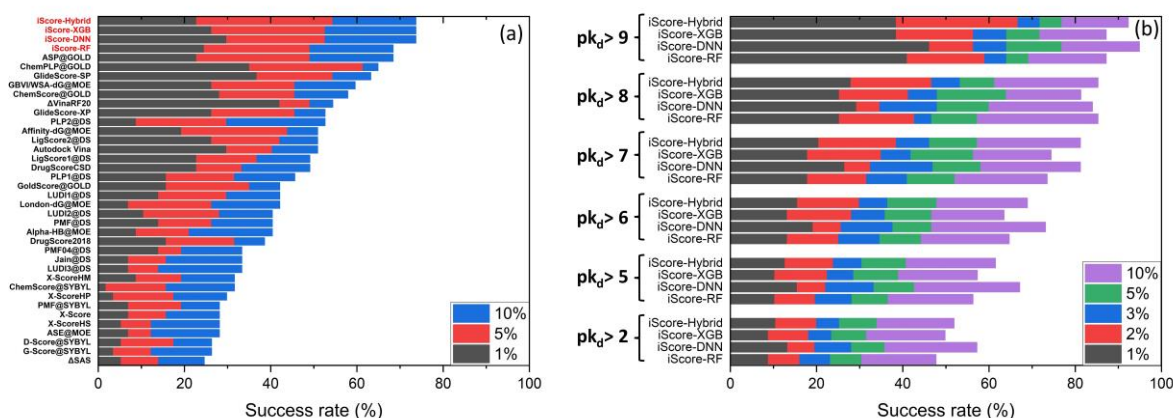 (a)
iScore-Hybrid
iScore-XGB
iScore-DNN
iScore-RF
ASP@GOLD
ChemPLP@GOLD
GlideScore-SP
GBVI/WSA-dG@MOE
ChemScore@GOLD
ΔVinaRF20
GlideScore-XP
PLP2@DS
Affinity-dG@MOE
LigScore2@DS
Autodock Vina
LigScore1@DS
DrugScoreCSD
PLP1@DS
GoldScore@GOLD
LUDI1@DS
London-dG@MOE
LUDI2@DS
PMF@DS
Alpha-HB@MOE
DrugScore2018
PMF04@DS
Jain@DS
LUDI3@DS
X-ScoreHM
ChemScore@SYBYL
X-ScoreHP
PMF@SYBYL
X-Score
X-ScoreHS
ASE@MOE
D-Score@SYBYL
G-Score@SYBYL
ΔSAS
10%
5%
1%
0 20 40 60 80 100
Success rate (%)
(b)
pkd> 9
iScore-Hybrid
iScore-XGB
iScore-DNN
iScore-RF
pkd> 8
iScore-Hybrid
iScore-XGB
iScore-DNN
iScore-RF
pkd> 7
iScore-Hybrid
iScore-XGB
iScore-DNN
iScore-RF
pkd> 6
iScore-Hybrid
iScore-XGB
iScore-DNN
iScore-RF
pkd> 5
iScore-Hybrid
iScore-XGB
iScore-DNN
iScore-RF
pkd> 2
iScore-Hybrid
iScore-XGB
iScore-DNN
iScore-RF
10%
5%
3%
2%
1%
0 20 40 60 80 100
Success rate (%)